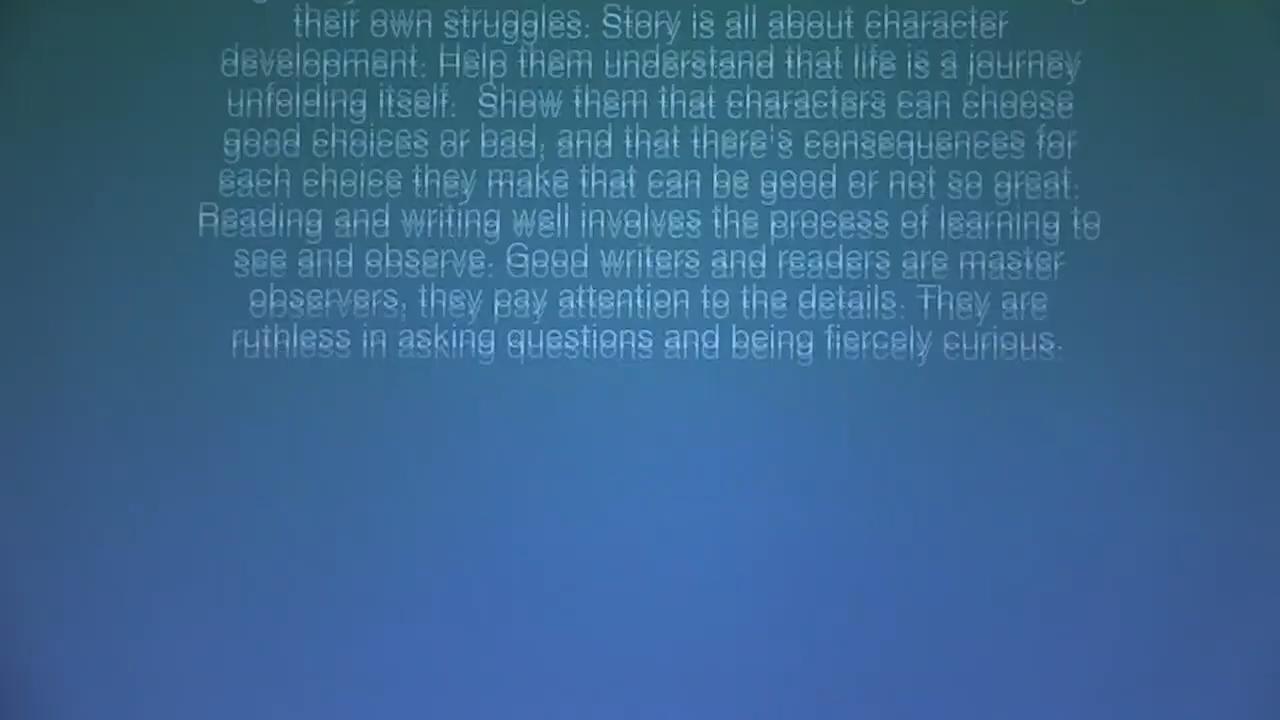 their own struggles. Story is all about character
development. Help them understand that life is a journey
unfolding itself. Show them that characters can choose
good choices or bad, and that there's consequences for
each choice they make that can be good or not so great.
Reading and writing well involves the process of learning to
see and observe. Good writers and readers are master
observers, they pay attention to the details. They are
ruthless in asking questions and being fiercely curious.